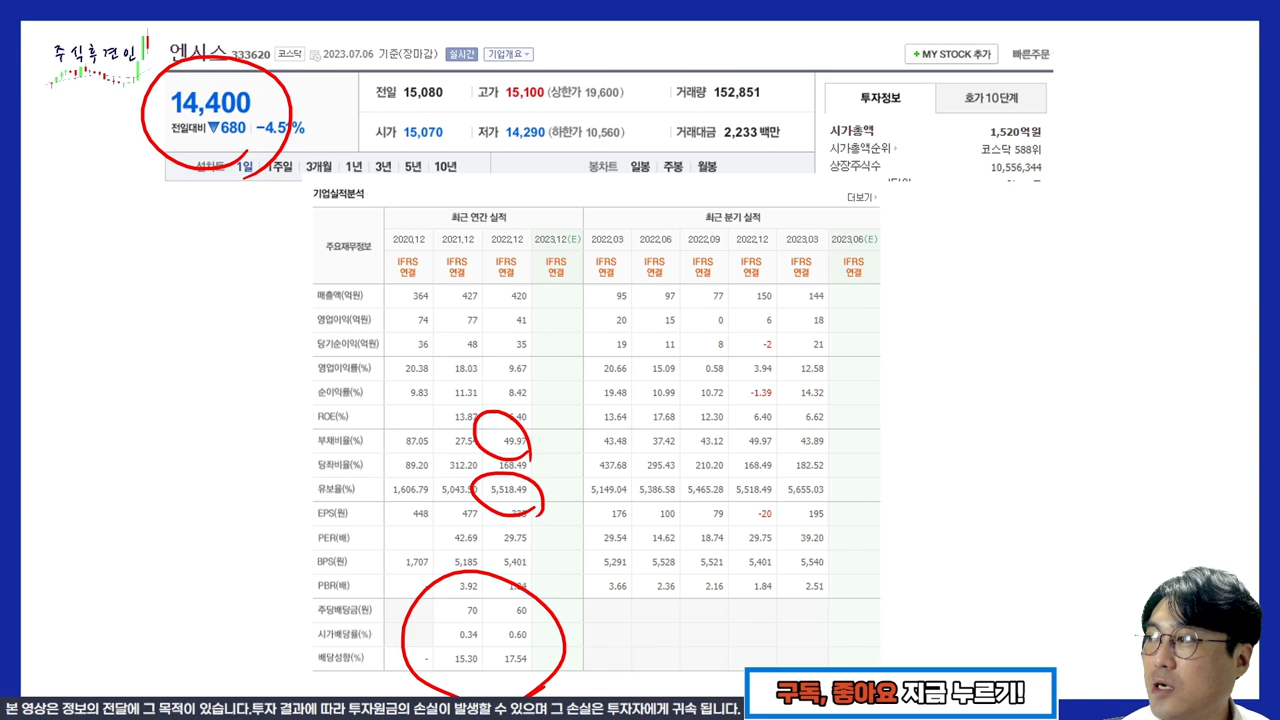 주식후견인
엔시스 333620 코스닥 2023.07.06 기준(장마감) 실시간 기업개요
+ MY STOCK 추가 빠른주문
14,400
전일대비 ▼680 -4.51%
전일 15,080 고가 15,100 (상한가 19,600) 거래량 152,851
시가 15,070 저가 14,290 (하한가 10,560) 거래대금 2,233 백만
선차트 1일 1주일 3개월 1년 3년 5년 10년 봉차트 일봉 주봉 월봉
투자정보 호가 10단계
시가총액 1,520억원
시가총액순위 코스닥 588위
상장주식수 10,556,344
기업실적분석 더보기
주요재무정보 최근 연간 실적 최근 분기 실적
2020.12 2021.12 2022.12 2023.12(E) 2022.03 2022.06 2022.09 2022.12 2023.03 2023.06(E)
IFRS IFRS IFRS IFRS IFRS IFRS IFRS IFRS IFRS IFRS
연결 연결 연결 연결 연결 연결 연결 연결 연결 연결
매출액(억원) 364 427 420 95 97 77 150 144
영업이익(억원) 74 77 41 20 15 0 6 18
당기순이익(억원) 36 48 35 19 11 8 -2 21
영업이익률(%) 20.38 18.03 9.67 20.66 15.09 0.58 3.94 12.58
순이익률(%) 9.83 11.31 8.42 19.48 10.99 10.72 -1.39 14.32
ROE(%) 13.87 6.40 13.64 17.68 12.30 6.40 6.62
부채비율(%) 87.05 27.54 49.97 43.48 37.42 43.12 49.97 43.89
당좌비율(%) 89.20 312.20 168.49 437.68 295.43 210.20 168.49 182.52
유보율(%) 1,606.79 5,043.50 5,518.49 5,149.04 5,386.58 5,465.28 5,518.49 5,655.03
EPS(원) 448 477 176 100 79 -20 195
PER(배) 42.69 29.75 29.54 14.62 18.74 29.75 39.20
BPS(원) 1,707 5,185 5,401 5,291 5,528 5,521 5,401 5,540
PBR(배) - 3.92 1.84 3.66 2.36 2.16 1.84 2.51
주당배당금(원) 70 60
시가배당률(%) 0.34 0.60
배당성향(%) - 15.30 17.54
구독, 좋아요 지금 누르기!
본 영상은 정보의 전달에 그 목적이 있습니다.투자 결과에 따라 투자원금의 손실이 발생할 수 있으며 그 손실은 투자자에게 귀속 됩니다.